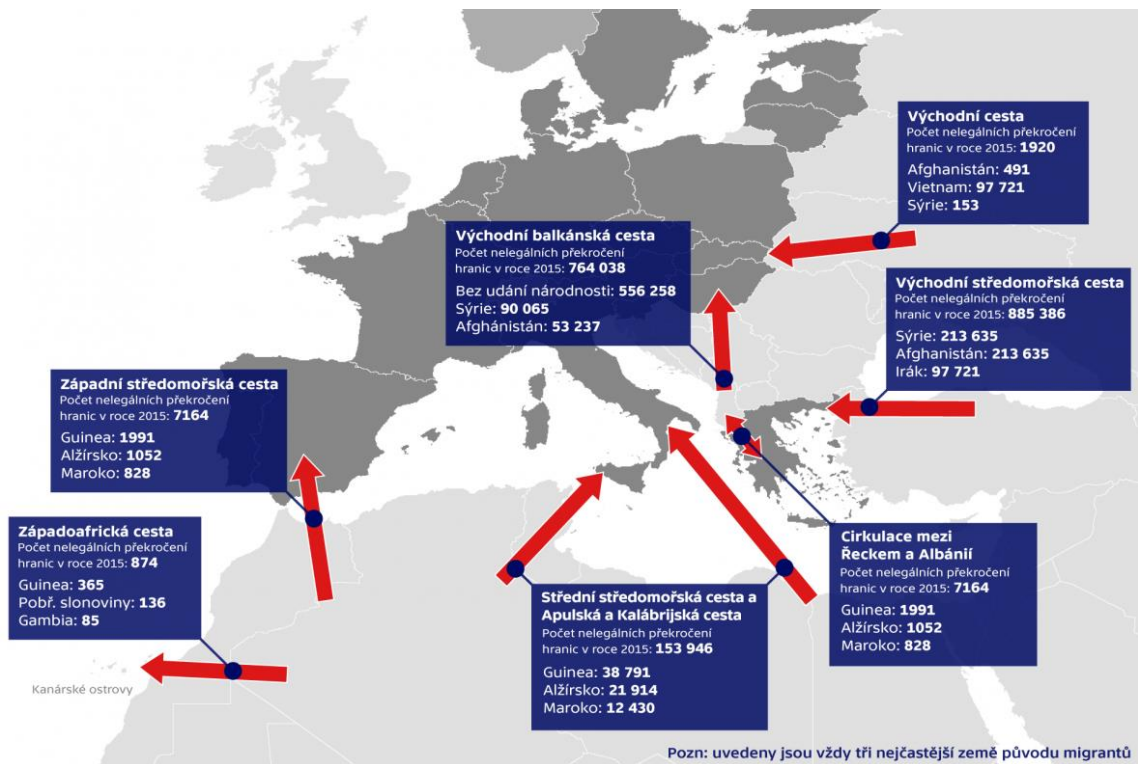 Východní cesta
Počet nelegálních překročení
hranic v roce 2015: 1920
Afghanistán: 491
Vietnam: 97 721
Sýrie: 153
Východní balkánská cesta
Počet nelegálních překročení
hranic v roce 2015: 764 038
Bez udání národnosti: 556 258
Sýrie: 90 065
Afghánistán: 53 237
Východní středomořská cesta
Počet nelegálních překročení
hranic v roce 2015: 885 386
Sýrie: 213 635
Afghanistán: 213 635
Irák: 97 721
Západní středomořská cesta
Počet nelegálních překročení
hranic v roce 2015: 7164
Guinea: 1991
Alžírsko: 1052
Maroko: 828
Západoafrická cesta
Počet nelegálních překročení
hranic v roce 2015: 874
Guinea: 365
Pobř. slonoviny: 136
Gambia: 85
Kanárské ostrovy
Střední středomořská cesta a
Apulská a Kalábrijská cesta
Počet nelegálních překročení
hranic v roce 2015: 153 946
Guinea: 38 791
Alžírsko: 21 914
Maroko: 12 430
Cirkulace mezi
Řeckem a Albánií
Počet nelegálních překročení
hranic v roce 2015: 7164
Guinea: 1991
Alžírsko: 1052
Maroko: 828
Pozn: uvedeny jsou vždy tři nejčastější země původu migrantů